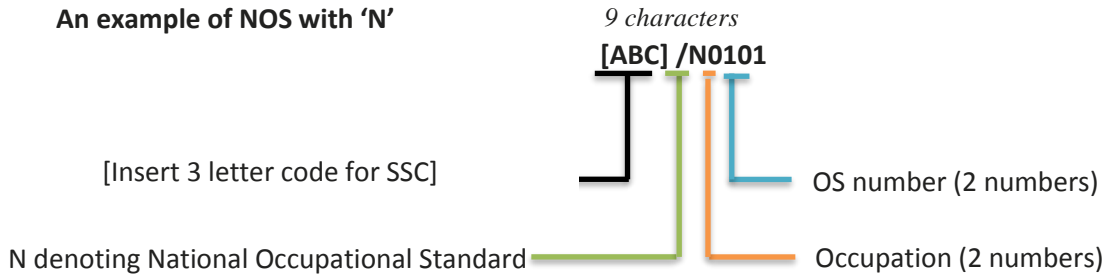 An example of NOS with ‘N’
9 characters
[ABC] /N0101
[Insert 3 letter code for SSC]
OS number (2 numbers)
N denoting National Occupational Standard
Occupation (2 numbers)